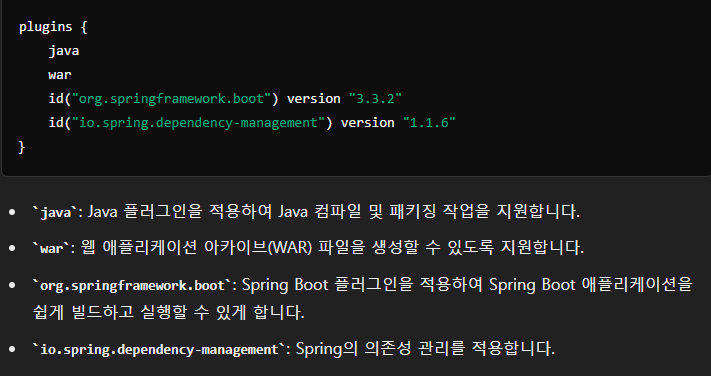 plugins {
java
war
id("org.springframework.boot") version "3.3.2"
id("io.spring.dependency-management") version "1.1.6"
}
• `java`: Java 플러그인을 적용하여 Java 컴파일 및 패키징 작업을 지원합니다.
• `war`: 웹 애플리케이션 아카이브(WAR) 파일을 생성할 수 있도록 지원합니다.
• `org.springframework.boot`: Spring Boot 플러그인을 적용하여 Spring Boot 애플리케이션을
쉽게 빌드하고 실행할 수 있게 합니다.
• `io.spring.dependency-management`: Spring의 의존성 관리를 적용합니다.